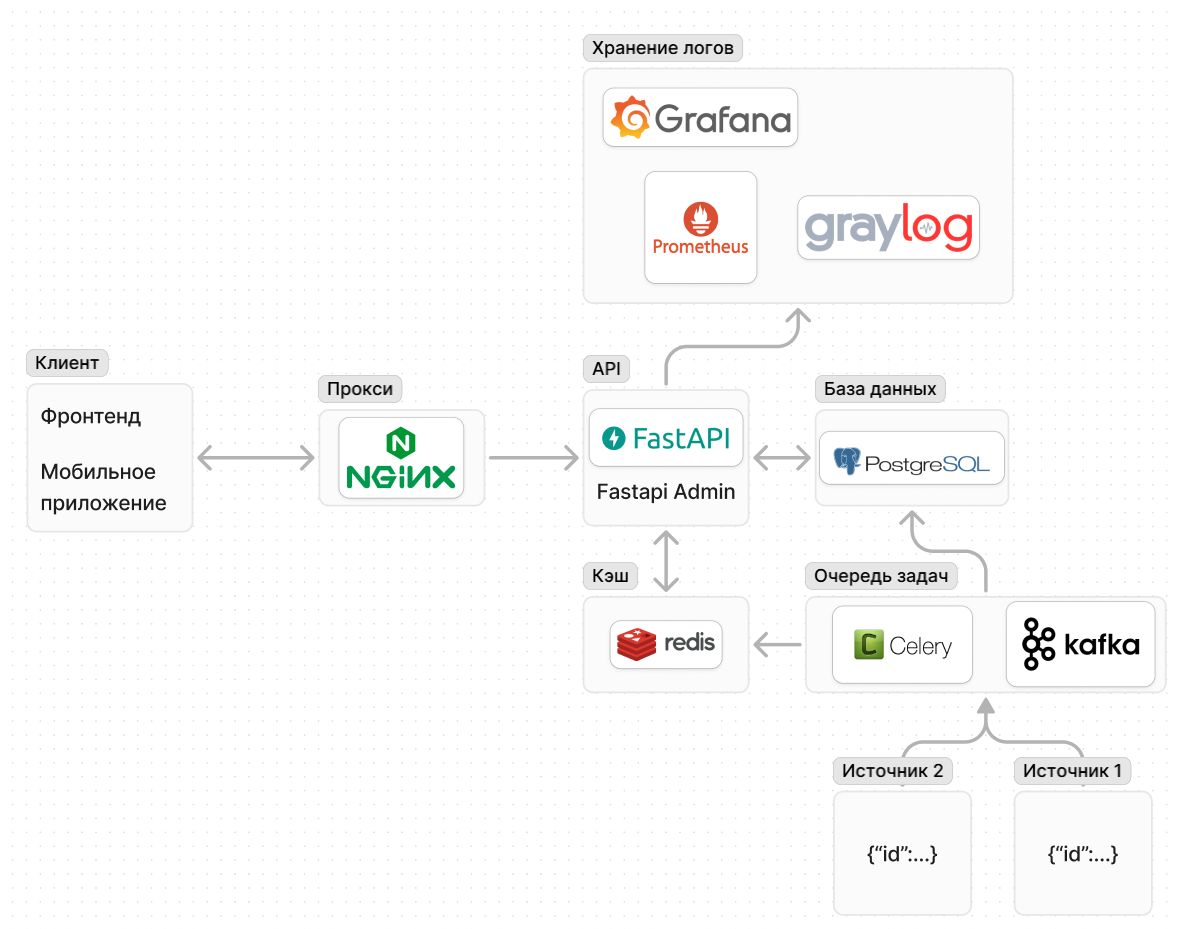 Хранение логов
Grafana
Prometheus
graylog
Клиент
Фронтенд
Мобильное
приложение
Прокси
NGiNX
API
FastAPI
Fastapi Admin
База данных
PostgreSQL
Кэш
redis
Очередь задач
C Celery
kafka
Источник 2
{“id”:...}
Источник 1
{“id”:...}